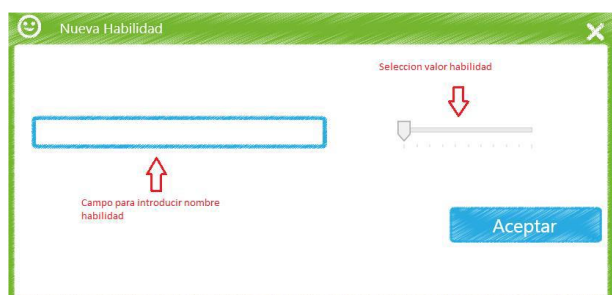 Nueva Habilidad
Seleccion valor habilidad
Campo para introducir nombre
habilidad
Aceptar